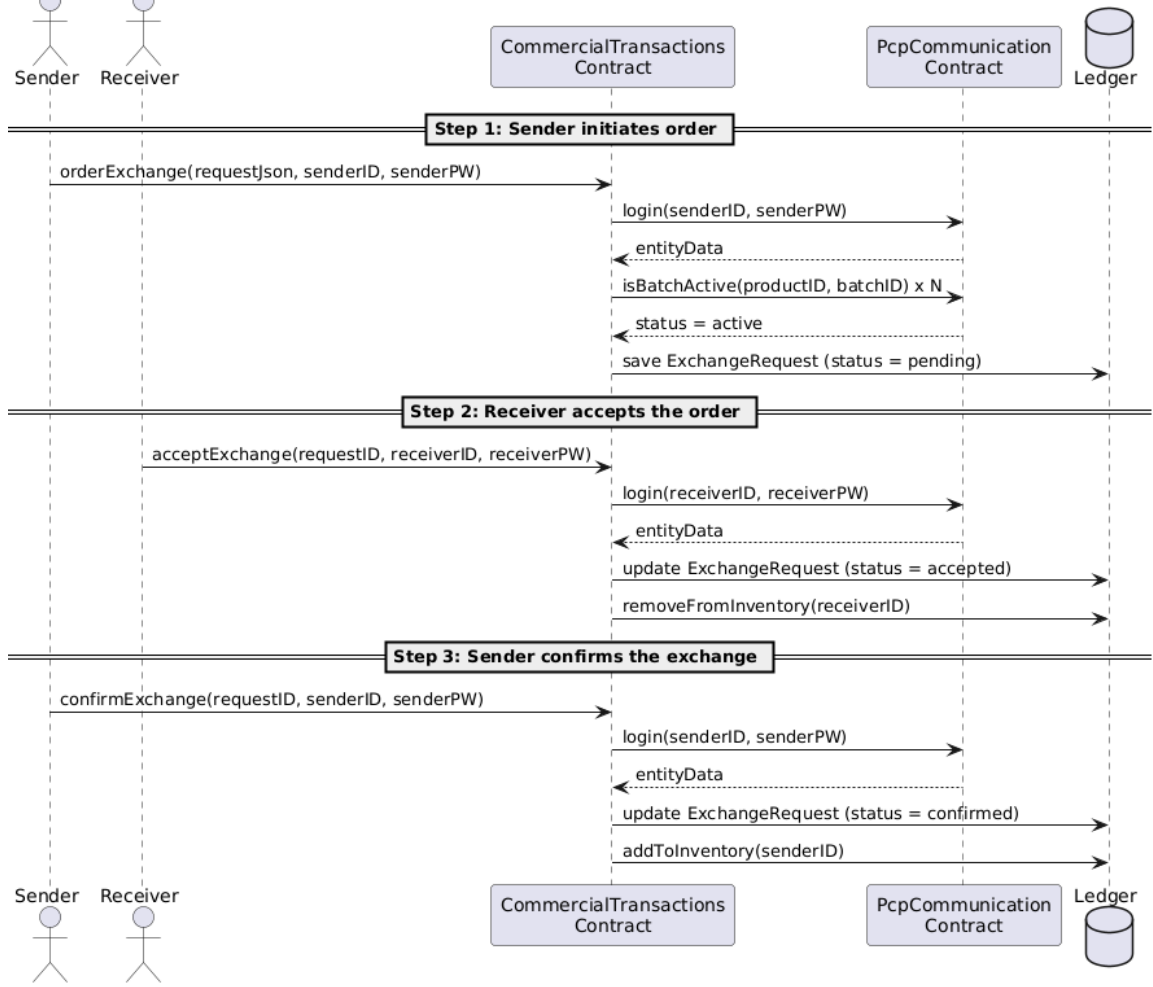 Sender
Receiver
CommercialTransactions
Contract
PcpCommunication
Contract
Ledger
Step 1: Sender initiates order
orderExchange(requestJson, senderID, senderPW)
login(senderID, senderPW)
entityData
isBatchActive(productID, batchID) x N
status = active
save ExchangeRequest (status = pending)
Step 2: Receiver accepts the order
acceptExchange(requestID, receiverID, receiverPW)
login(receiverID, receiverPW)
entityData
update ExchangeRequest (status = accepted)
removeFromInventory(receiverID)
Step 3: Sender confirms the exchange
confirmExchange(requestID, senderID, senderPW)
login(senderID, senderPW)
entityData
update ExchangeRequest (status = confirmed)
addToInventory(senderID)
Sender
Receiver
CommercialTransactions
Contract
PcpCommunication
Contract
Ledger